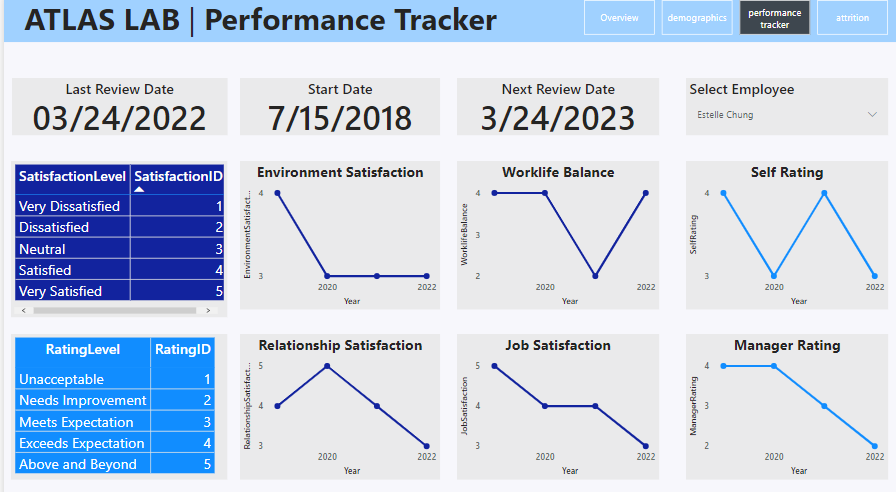 ATLAS LAB | Performance Tracker
Overview
demographics
performance
tracker
attrition
Last Review Date
03/24/2022
Start Date
7/15/2018
Next Review Date
3/24/2023
Select Employee
Estelle Chung
SatisfactionLevel SatisfactionID
Very Dissatisfied 1
Dissatisfied 2
Neutral 3
Satisfied 4
Very Satisfied 5
Environment Satisfaction
EnvironmentSatisfact...
4
3
2020 2022
Year
Worklife Balance
WorklifeBalance
4
3
2
2020 2022
Year
Self Rating
SelfRating
4
3
2020 2022
Year
RatingLevel RatingID
Unacceptable 1
Needs Improvement 2
Meets Expectation 3
Exceeds Expectation 4
Above and Beyond 5
Relationship Satisfaction
RelationshipSatisfact...
5
4
3
2020 2022
Year
Job Satisfaction
JobSatisfaction
5
4
3
2020 2022
Year
Manager Rating
ManagerRating
4
3
2
2020 2022
Year